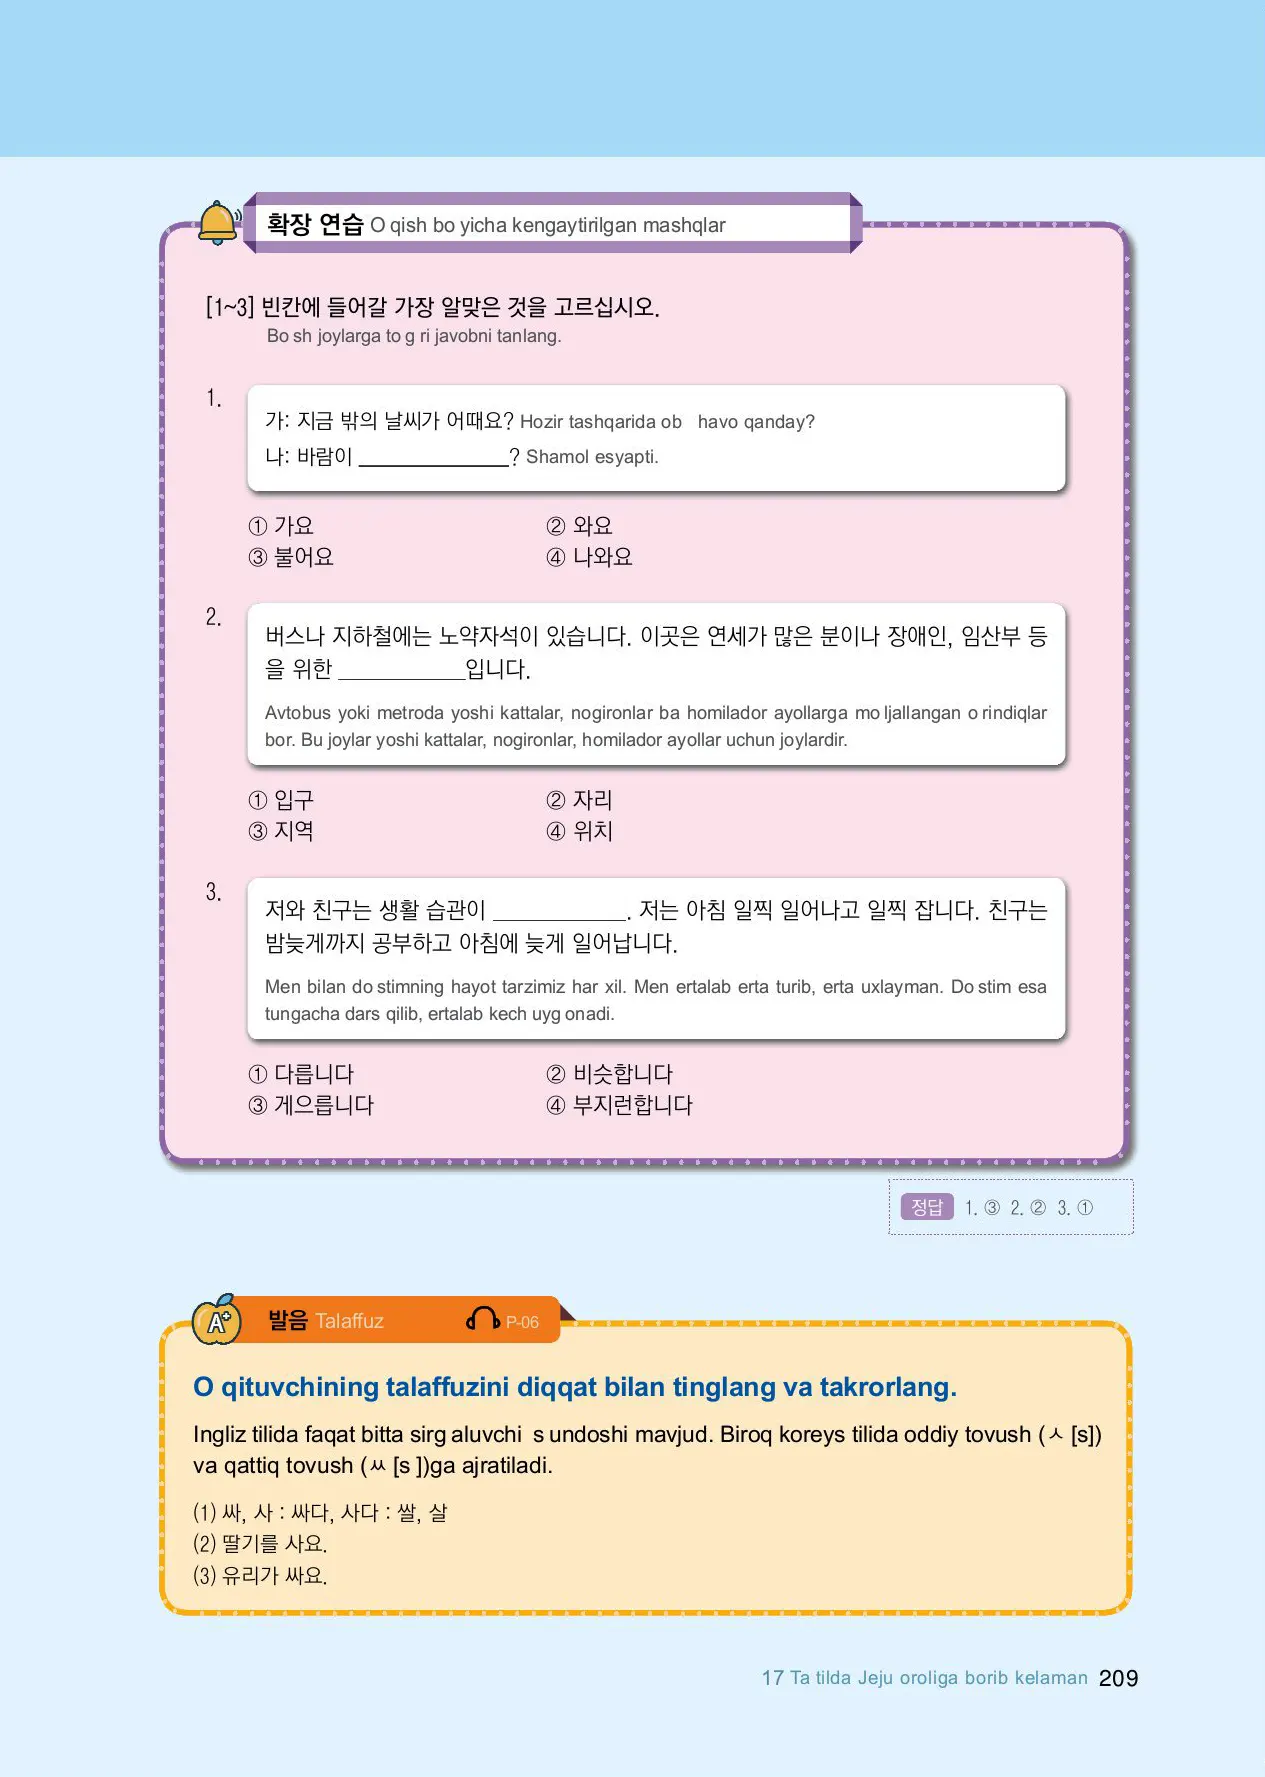 확장 연습 O qish bo yicha kengaytirilgan mashqlar
[1~3] 빈칸에 들어갈 가장 알맞은 것을 고르십시오.
Bo sh joylarga to g ri javobni tanlang.
1.
가: 지금 밖의 날씨가 어때요? Hozir tashqarida ob havo qanday?
나: 바람이 ____________? Shamol esyapti.
① 가요 ② 와요
③ 불어요 ④ 나와요
2.
버스나 지하철에는 노약자석이 있습니다. 이곳은 연세가 많은 분이나 장애인, 임산부 등
을 위한 ____________입니다.
Avtobus yoki metroda yoshi kattalar, nogironlar ba homilador ayollarga mo ljallangan o rindiqlar
bor. Bu joylar yoshi kattalar, nogironlar, homilador ayollar uchun joylardir.
① 입구 ② 자리
③ 지역 ④ 위치
3.
저와 친구는 생활 습관이 ____________. 저는 아침 일찍 일어나고 일찍 잡니다. 친구는
밤늦게까지 공부하고 아침에 늦게 일어납니다.
Men bilan do stimning hayot tarzimiz har xil. Men ertalab erta turib, erta uxlayman. Do stim esa
tungacha dars qilib, ertalab kech uyg onadi.
① 다릅니다 ② 비슷합니다
③ 게으릅니다 ④ 부지런합니다
정답 1. ③ 2. ② 3. ①
A+ 발음 Talaffuz P-06
O qituvchining talaffuzini diqqat bilan tinglang va takrorlang.
Ingliz tilida faqat bitta sirg aluvchi s undoshi mavjud. Biroq koreys tilida oddiy tovush (ㅅ [s])
va qattiq tovush (ㅆ [s ])ga ajratiladi.
(1) 싸, 사 : 싸다, 사다 : 쌀, 살
(2) 딸기를 사요.
(3) 유리가 싸요.
17 Ta tilda Jeju oroliga borib kelaman 209